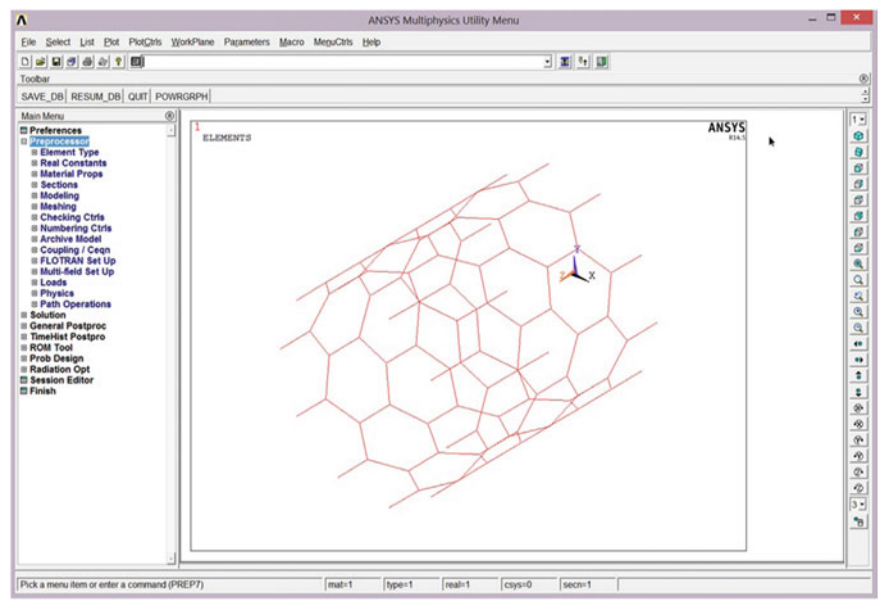 ANSYS Multiphysics Utility Menu
File Select List Plot PlotCtrls WorkPlane Parameters Macro MenuCtrls Help
Toolbar
SAVE_DB RESUM_DB QUIT POWRGRPH
Main Menu
Preferences
Preprocessor
Element Type
Real Constants
Material Props
Sections
Modeling
Meshing
Checking Ctrls
Numbering Ctrls
Archive Model
Coupling / Ceqn
FLOTRAN Set Up
Multi-field Set Up
Loads
Physics
Path Operations
Solution
General Postproc
TimeHist Postpro
ROM Tool
Prob Design
Radiation Opt
Session Editor
Finish
1
ELEMENTS
ANSYS
R14.5
Y
Z X
1
3
Pick a menu item or enter a command (PREP7) mat=1 type=1 real=1 csys=0 secn=1